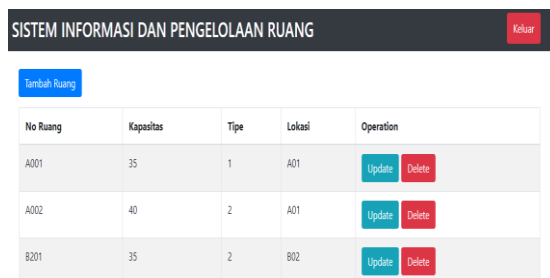 SISTEM INFORMASI DAN PENGELOLAAN RUANG Keluar
Tambah Ruang
No Ruang Kapasitas Tipe Lokasi Operation
A001 35 1 A01 Update Delete
A002 40 2 A01 Update Delete
B201 35 2 B02 Update Delete